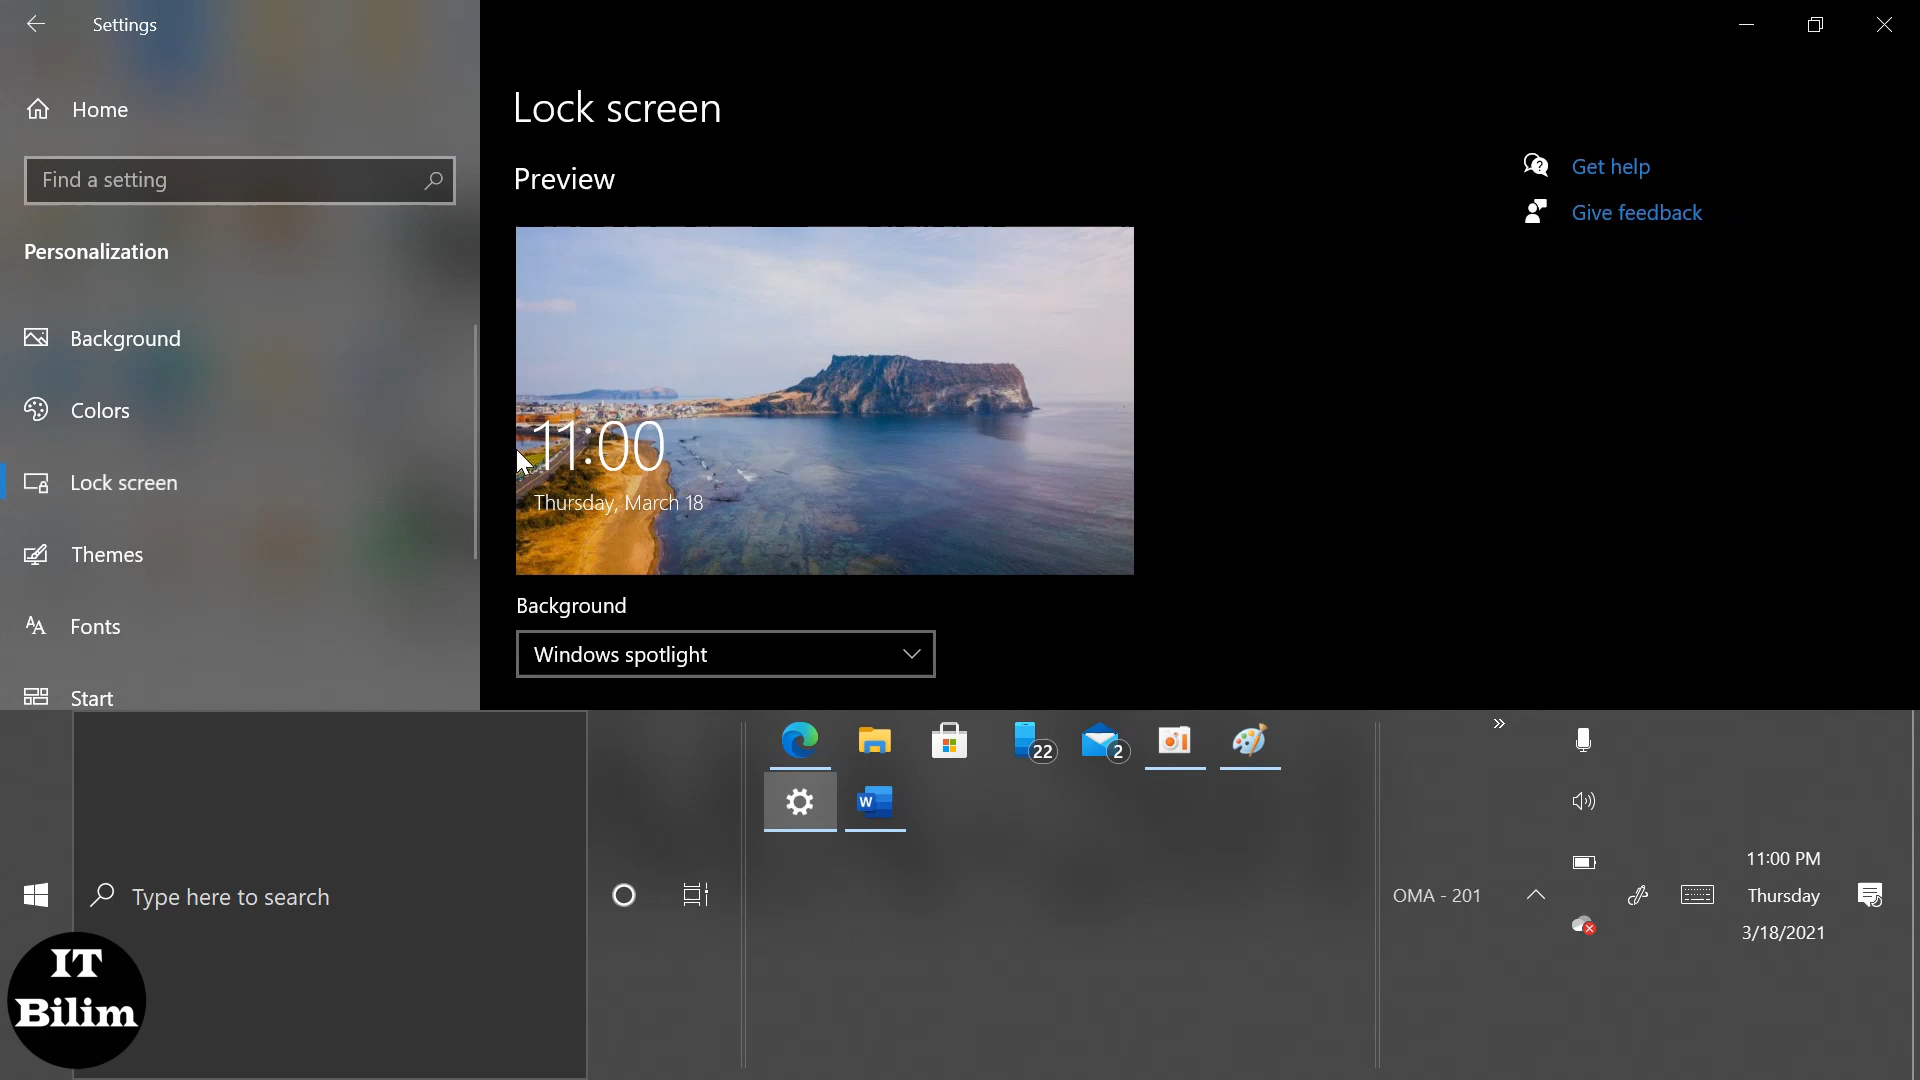 Settings
Home
Find a setting
Personalization
Background
Colors
Lock screen
Themes
Fonts
Start
Lock screen
Preview
11:00
Thursday, March 18
Background
Windows spotlight
Get help
Give feedback
22
2
W
Type here to search
OMA - 201
11:00 PM
Thursday
3/18/2021
IT
Bilim